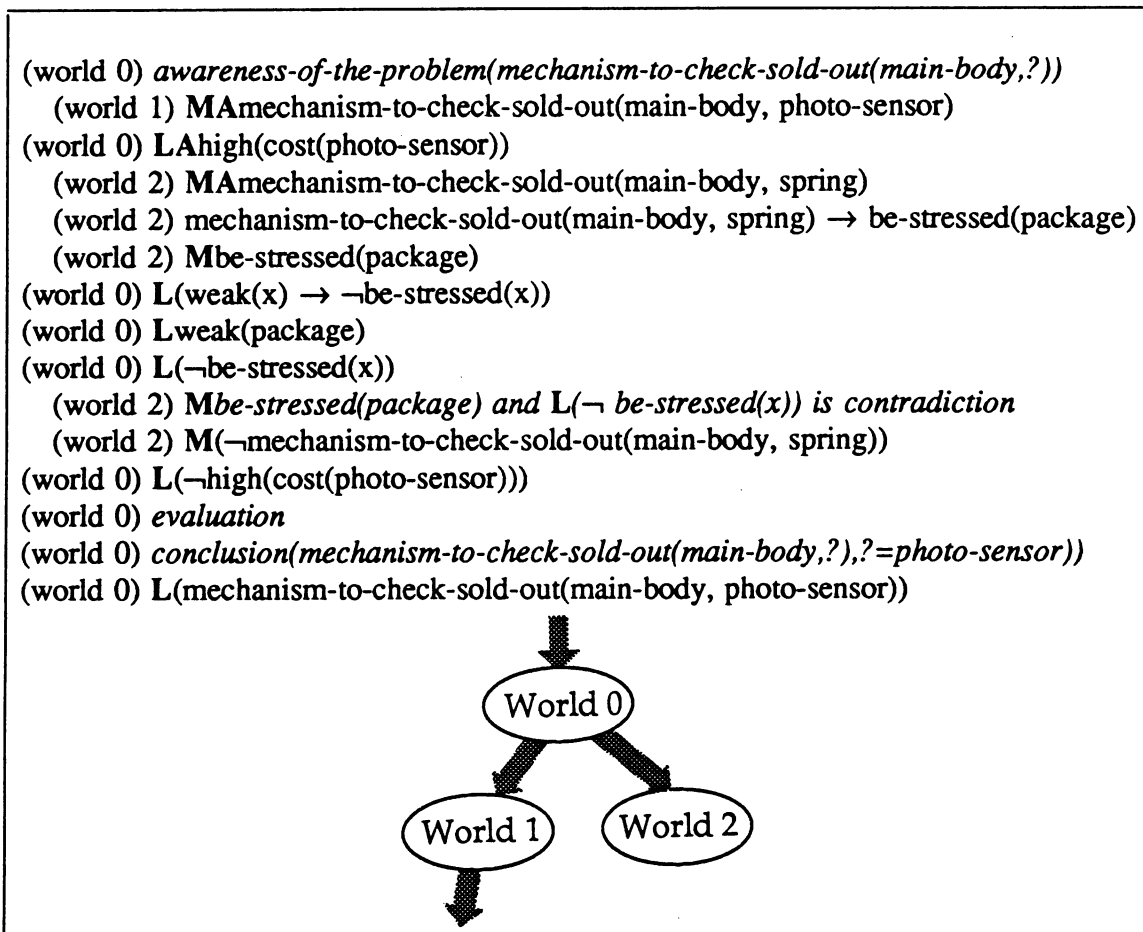 (world 0) awareness-of-the-problem(mechanism-to-check-sold-out(main-body,?))
(world 1) MAmechanism-to-check-sold-out(main-body, photo-sensor)
(world 0) LAhigh(cost(photo-sensor))
(world 2) MAmechanism-to-check-sold-out(main-body, spring)
(world 2) mechanism-to-check-sold-out(main-body, spring) → be-stressed(package)
(world 2) Mbe-stressed(package)
(world 0) L(weak(x) → ¬be-stressed(x))
(world 0) Lweak(package)
(world 0) L(¬be-stressed(x))
(world 2) Mbe-stressed(package) and L(¬ be-stressed(x)) is contradiction
(world 2) M(¬mechanism-to-check-sold-out(main-body, spring))
(world 0) L(¬high(cost(photo-sensor)))
(world 0) evaluation
(world 0) conclusion(mechanism-to-check-sold-out(main-body,?),?=photo-sensor))
(world 0) L(mechanism-to-check-sold-out(main-body, photo-sensor))
World 0
World 1
World 2